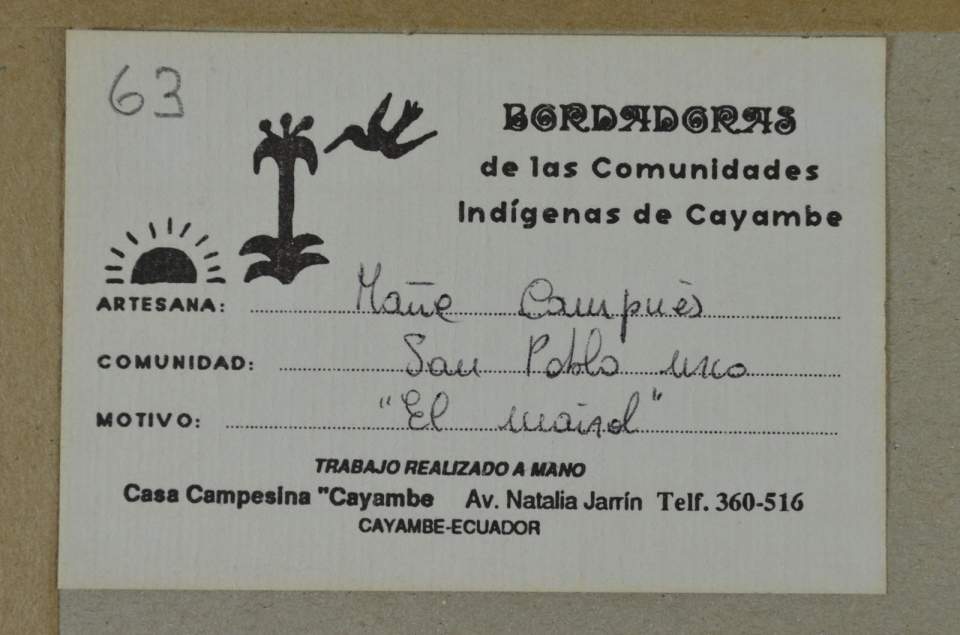 63
BORDADORAS
de las Comunidades
Indígenas de Cayambe
ARTESANA: Mañe Campués
COMUNIDAD: San Pablo urco
MOTIVO: "El maizal"
TRABAJO REALIZADO A MANO
Casa Campesina "Cayambe Av. Natalia Jarrín Telf. 360-516
CAYAMBE-ECUADOR